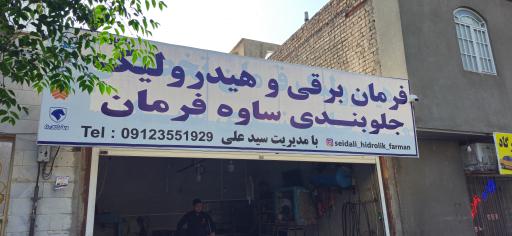 فرمان برقی و هیدرولیک
جلوبندی ساوه فرمان
با مدیریت سید علی Tel : 09123551929
seidali_hidrolik_farman